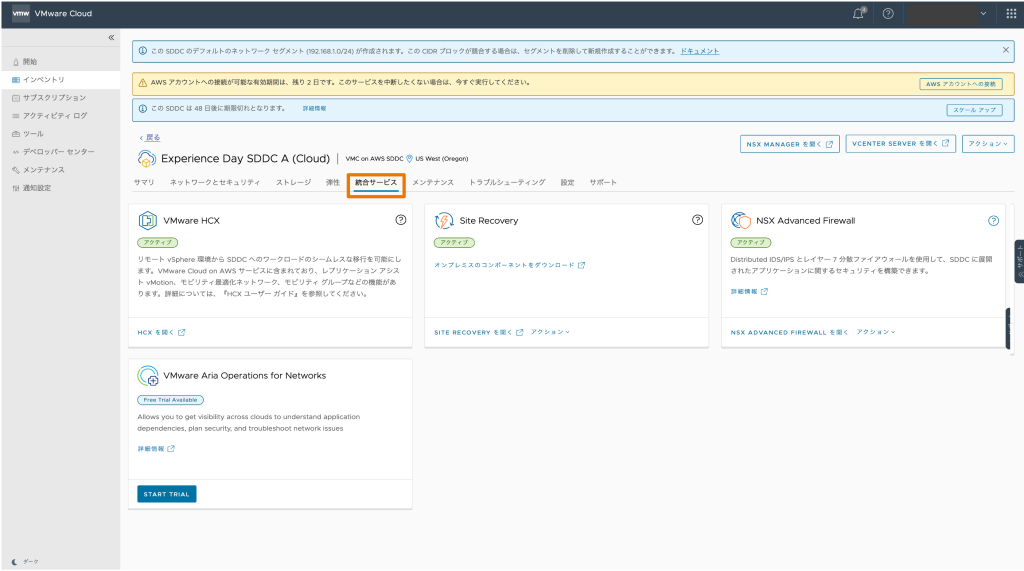 vmw VMware Cloud
この SDDC のデフォルトのネットワーク セグメント (192.168.1.0/24) が作成されます。この CIDR ブロックが競合する場合は、セグメントを削除して新規作成することができます。 ドキュメント
AWS アカウントへの接続が可能な有効期間は、残り 2 日です。このサービスを中断したくない場合は、今すぐ実行してください。 AWS アカウントへの接続
この SDDC は 48 日後に期限切れとなります。 詳細情報 スケール アップ
開始
インベントリ
サブスクリプション
アクティビティ ログ
ツール
デベロッパー センター
メンテナンス
通知設定
戻る
Experience Day SDDC A (Cloud) | VMC on AWS SDDC US West (Oregon)
NSX MANAGER を開く VCENTER SERVER を開く アクション
サマリ ネットワークとセキュリティ ストレージ 弾性 統合サービス メンテナンス トラブルシューティング 設定 サポート
VMware HCX
アクティブ
リモート vSphere 環境から SDDC へのワークロードのシームレスな移行を可能にし
ます。VMware Cloud on AWS サービスに含まれており、レプリケーション アシス
ト vMotion、モビリティ最適化ネットワーク、モビリティ グループなどの機能があ
ります。詳細については、『HCX ユーザー ガイド』を参照してください。
HCX を開く
Site Recovery
アクティブ
オンプレミスのコンポーネントをダウンロード
SITE RECOVERY を開く アクション
NSX Advanced Firewall
アクティブ
Distributed IDS/IPS とレイヤー 7 分散ファイアウォールを使用して、SDDC に展開
されたアプリケーションに関するセキュリティを構築できます。
詳細情報
NSX ADVANCED FIREWALL を開く アクション
VMware Aria Operations for Networks
Free Trial Available
Allows you to get visibility across clouds to understand application
dependencies, plan security, and troubleshoot network issues
詳細情報
START TRIAL
サポート
ダーク